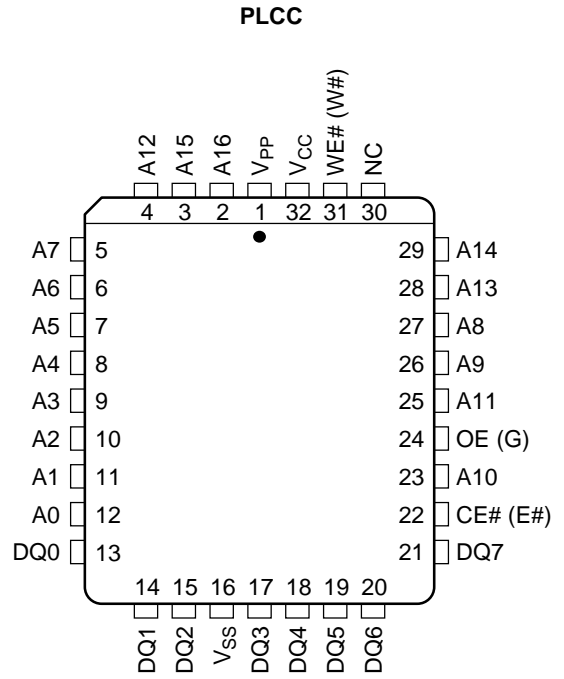 PLCC
A12 A15 A16 VPP VCC WE# (W#) NC
4 3 2 1 32 31 30
A7 5 29 A14
A6 6 28 A13
A5 7 27 A8
A4 8 26 A9
A3 9 25 A11
A2 10 24 OE (G)
A1 11 23 A10
A0 12 22 CE# (E#)
DQ0 13 21 DQ7
14 15 16 17 18 19 20
DQ1 DQ2 VSS DQ3 DQ4 DQ5 DQ6